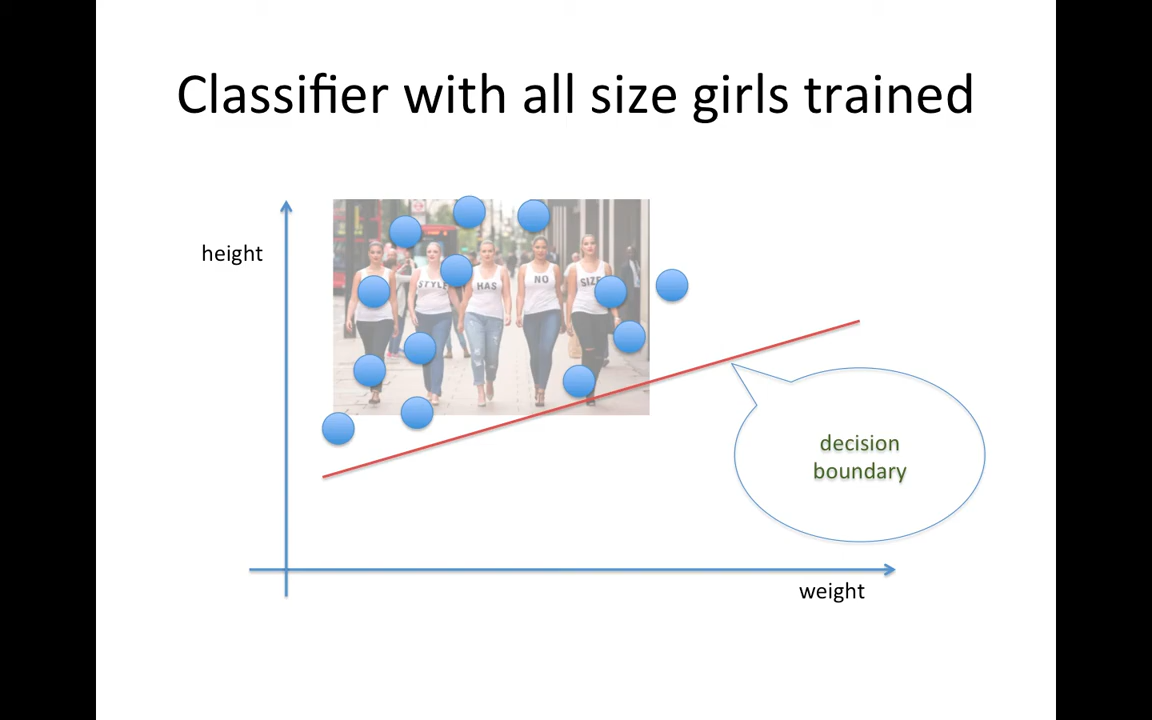 Classifier with all size girls trained
height
STYLE HAS NO SIZE
decision
boundary
weight